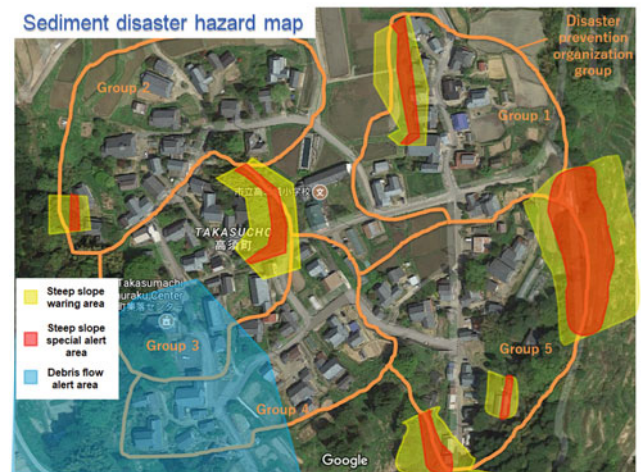 Sediment disaster hazard map
Disaster
prevention
organization
group
Group 2
Group 1
TAKASUCHO
高須町
Takasumachi
Group 3
Group 5
Group 4
Steep slope
waring area
Steep slope
special alert
area
Debris flow
alert area
Google